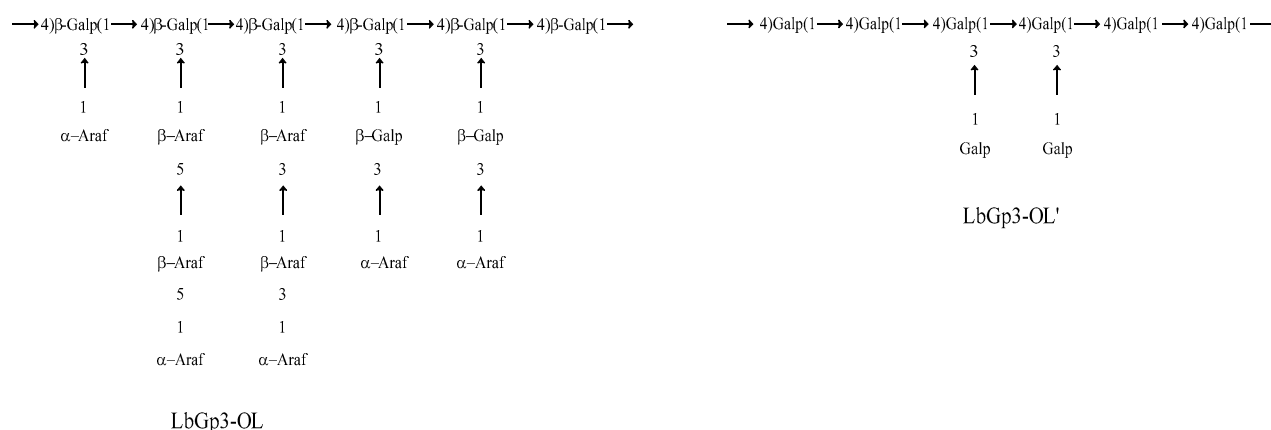 →4)β-Galp(1→4)β-Galp(1→4)β-Galp(1→4)β-Galp(1→4)β-Galp(1→4)β-Galp(1→
3 3 3 3 3
1 1 1 1 1
α–Araf β–Araf β–Araf β–Galp β–Galp
5 3 3 3
1 1 1 1
β–Araf β–Araf α–Araf α–Araf
5 3
1 1
α–Araf α–Araf
LbGp3-OL
→4)Galp(1→4)Galp(1→4)Galp(1→4)Galp(1→4)Galp(1→4)Galp(1—
3 3
1 1
Galp Galp
LbGp3-OL'